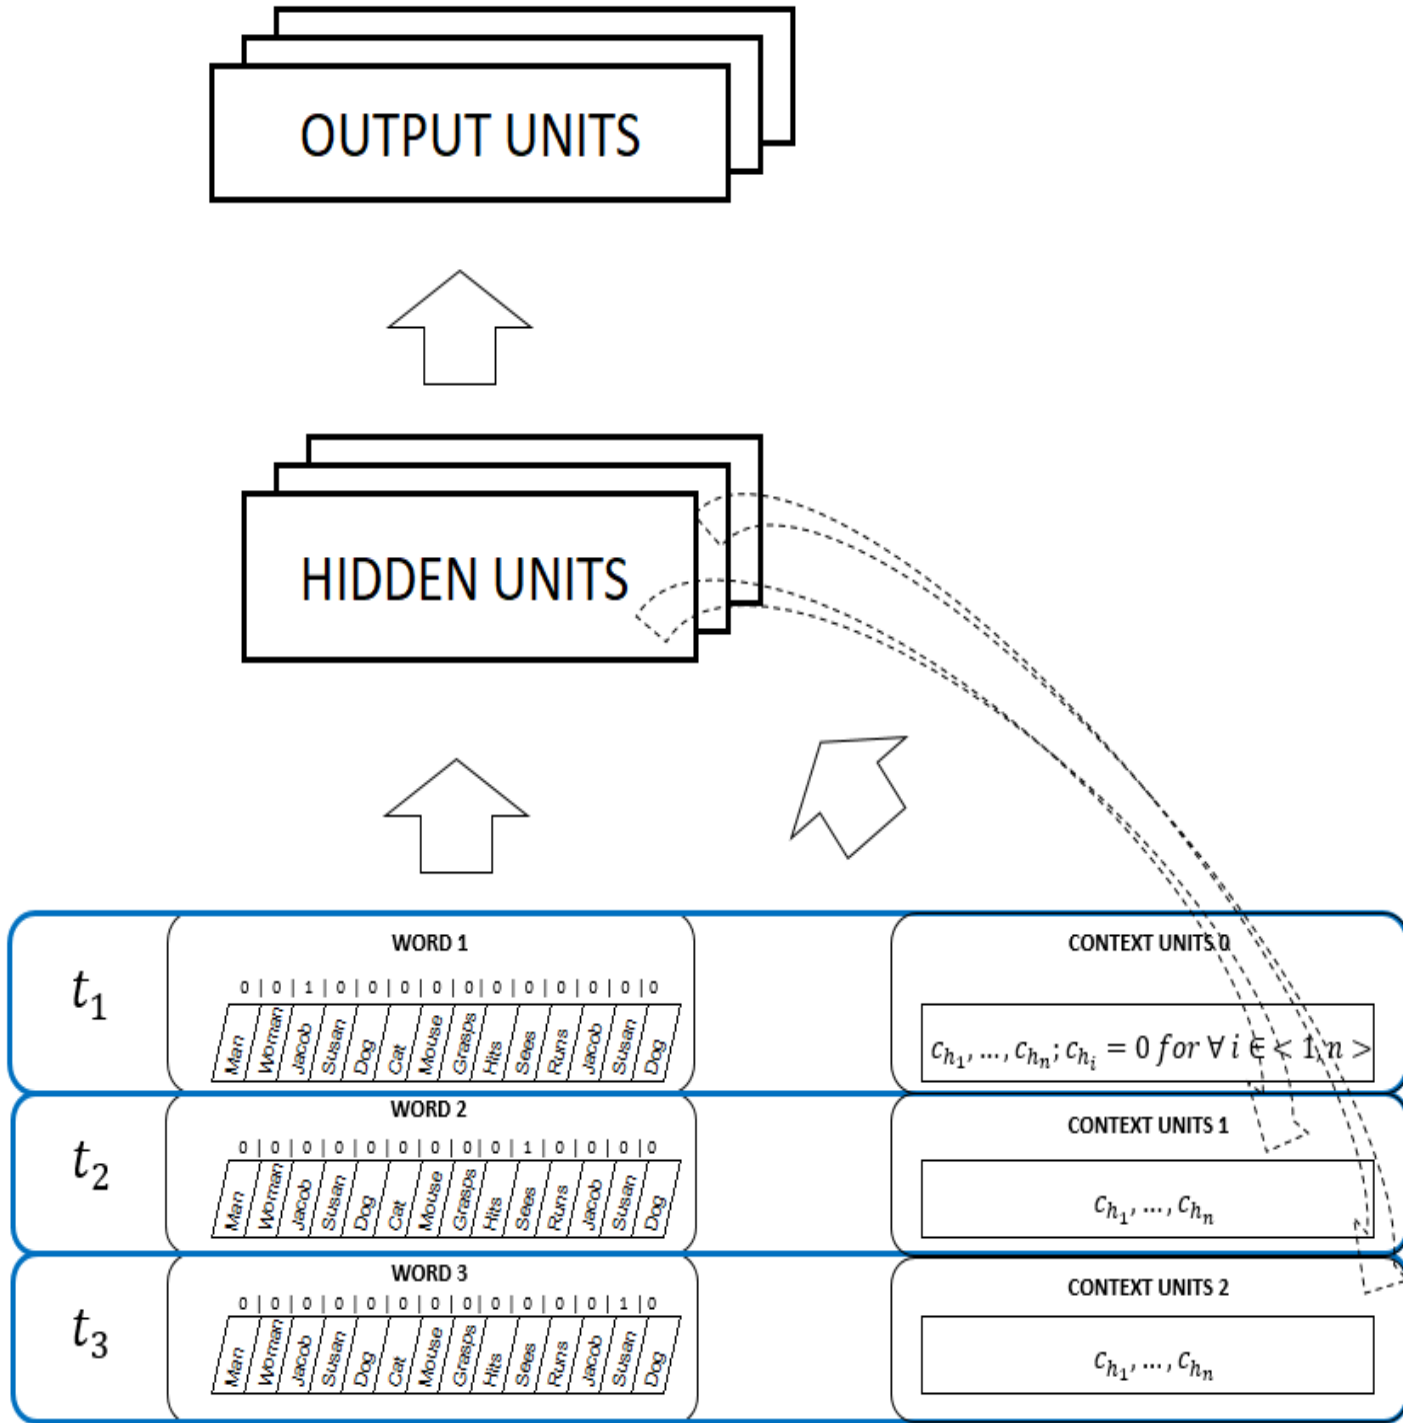 OUTPUT UNITS
HIDDEN UNITS
t₁
WORD 1
0 | 0 | 1 | 0 | 0 | 0 | 0 | 0 | 0 | 0 | 0 | 0 | 0 | 0
Man Woman Jacob Susan Dog Cat Mouse Grasps Hits Sees Runs Jacob Susan Dog
CONTEXT UNITS 0
c_{h₁}, …, c_{h_n}; c_{h_i} = 0 for ∀ i ∈ < 1, n >
t₂
WORD 2
0 | 0 | 0 | 0 | 0 | 0 | 0 | 0 | 0 | 1 | 0 | 0 | 0 | 0
Man Woman Jacob Susan Dog Cat Mouse Grasps Hits Sees Runs Jacob Susan Dog
CONTEXT UNITS 1
c_{h₁}, …, c_{h_n}
t₃
WORD 3
0 | 0 | 0 | 0 | 0 | 0 | 0 | 0 | 0 | 0 | 0 | 0 | 1 | 0
Man Woman Jacob Susan Dog Cat Mouse Grasps Hits Sees Runs Jacob Susan Dog
CONTEXT UNITS 2
c_{h₁}, …, c_{h_n}